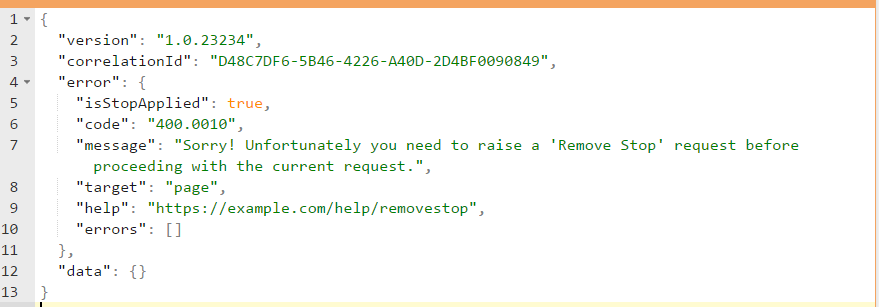 1 {
2 "version": "1.0.23234",
3 "correlationId": "D48C7DF6-5B46-4226-A40D-2D4BF0090849",
4 "error": {
5 "isStopApplied": true,
6 "code": "400.0010",
7 "message": "Sorry! Unfortunately you need to raise a 'Remove Stop' request before
proceeding with the current request.",
8 "target": "page",
9 "help": "https://example.com/help/removestop",
10 "errors": []
11 },
12 "data": {}
13 }